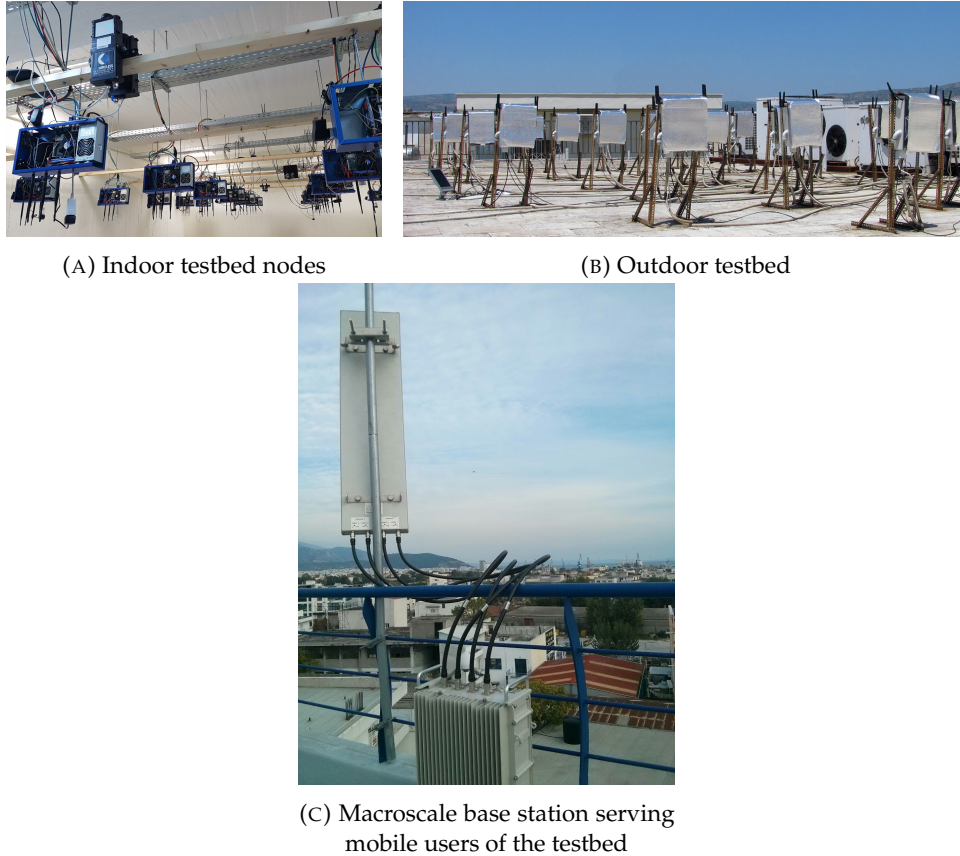 (A) Indoor testbed nodes
(B) Outdoor testbed
(C) Macroscale base station serving
mobile users of the testbed